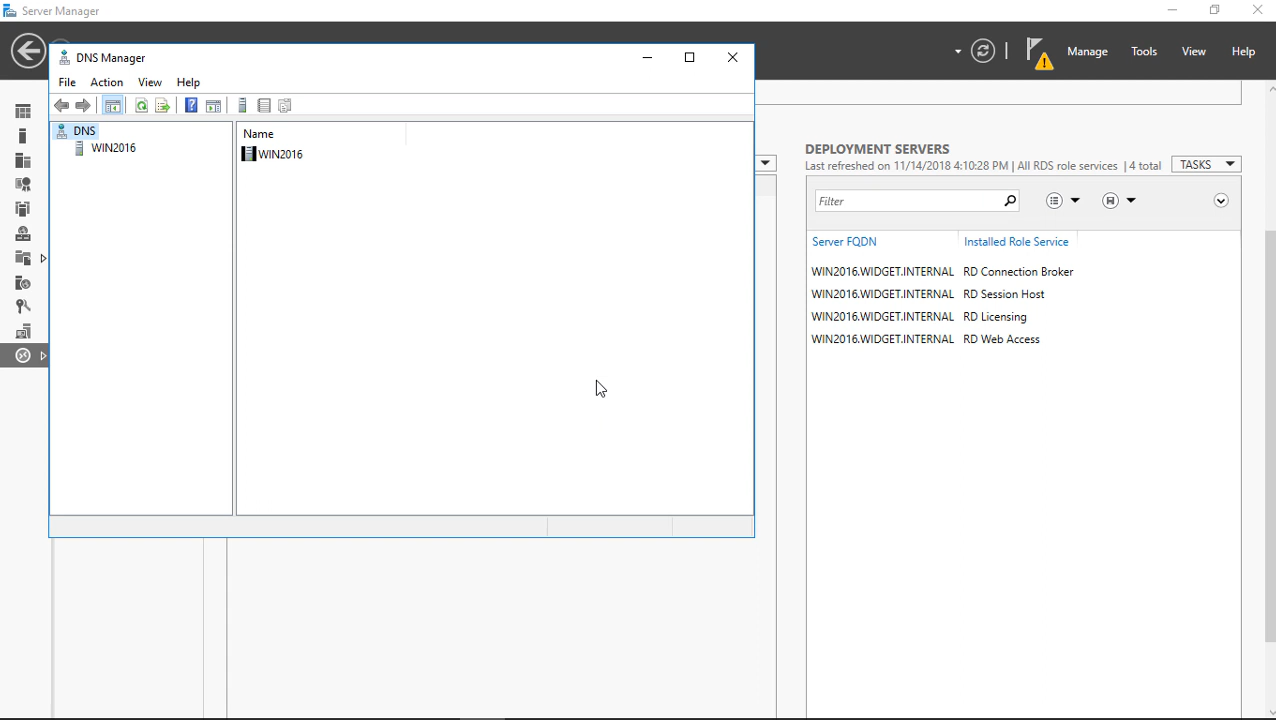 Server Manager
DNS Manager
Manage Tools View Help
File Action View Help
DNS
WIN2016
Name
WIN2016
DEPLOYMENT SERVERS
Last refreshed on 11/14/2018 4:10:28 PM | All RDS role services | 4 total
TASKS
Filter
Server FQDN Installed Role Service
WIN2016.WIDGET.INTERNAL RD Connection Broker
WIN2016.WIDGET.INTERNAL RD Session Host
WIN2016.WIDGET.INTERNAL RD Licensing
WIN2016.WIDGET.INTERNAL RD Web Access